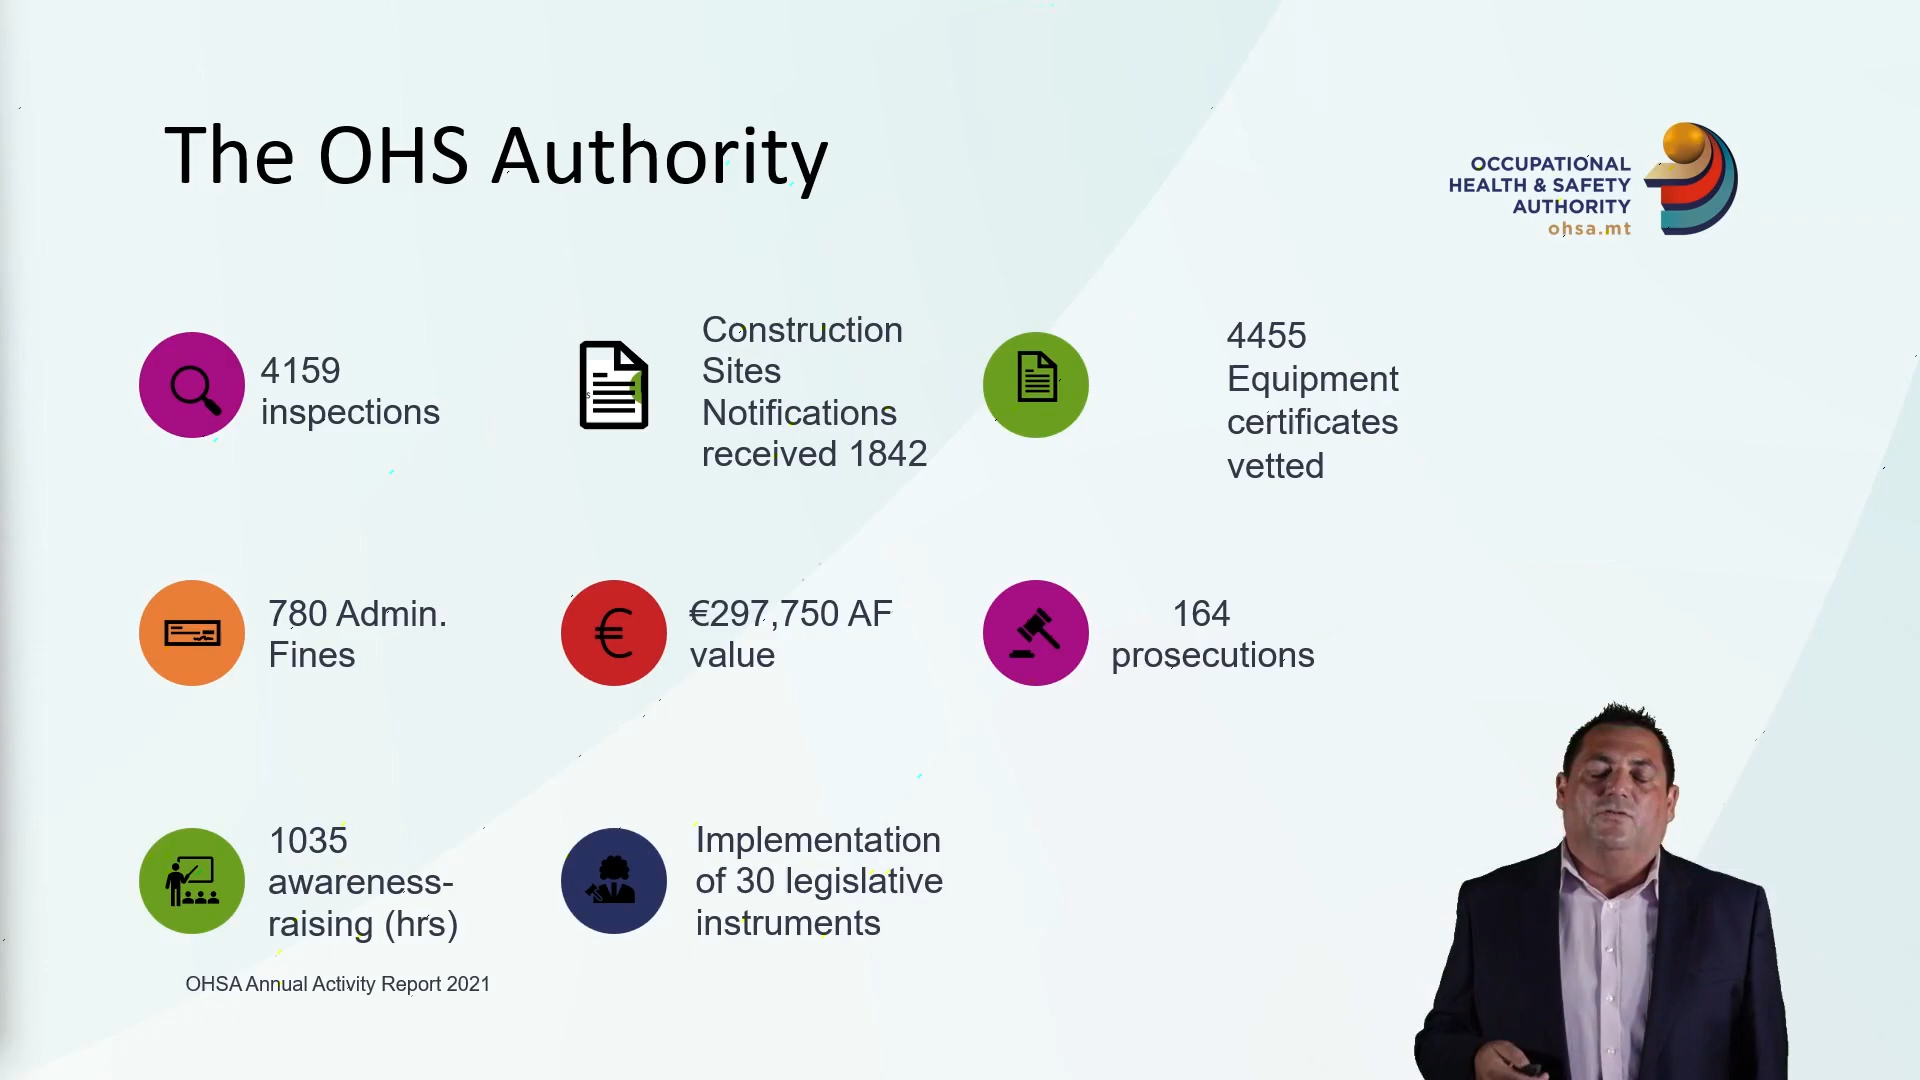 The OHS Authority
OCCUPATIONAL
HEALTH & SAFETY
AUTHORITY
ohsa.mt
4159
inspections
Construction
Sites
Notifications
received 1842
4455
Equipment
certificates
vetted
780 Admin.
Fines
€297,750 AF
value
164
prosecutions
1035
awareness-
raising (hrs)
Implementation
of 30 legislative
instruments
OHSA Annual Activity Report 2021